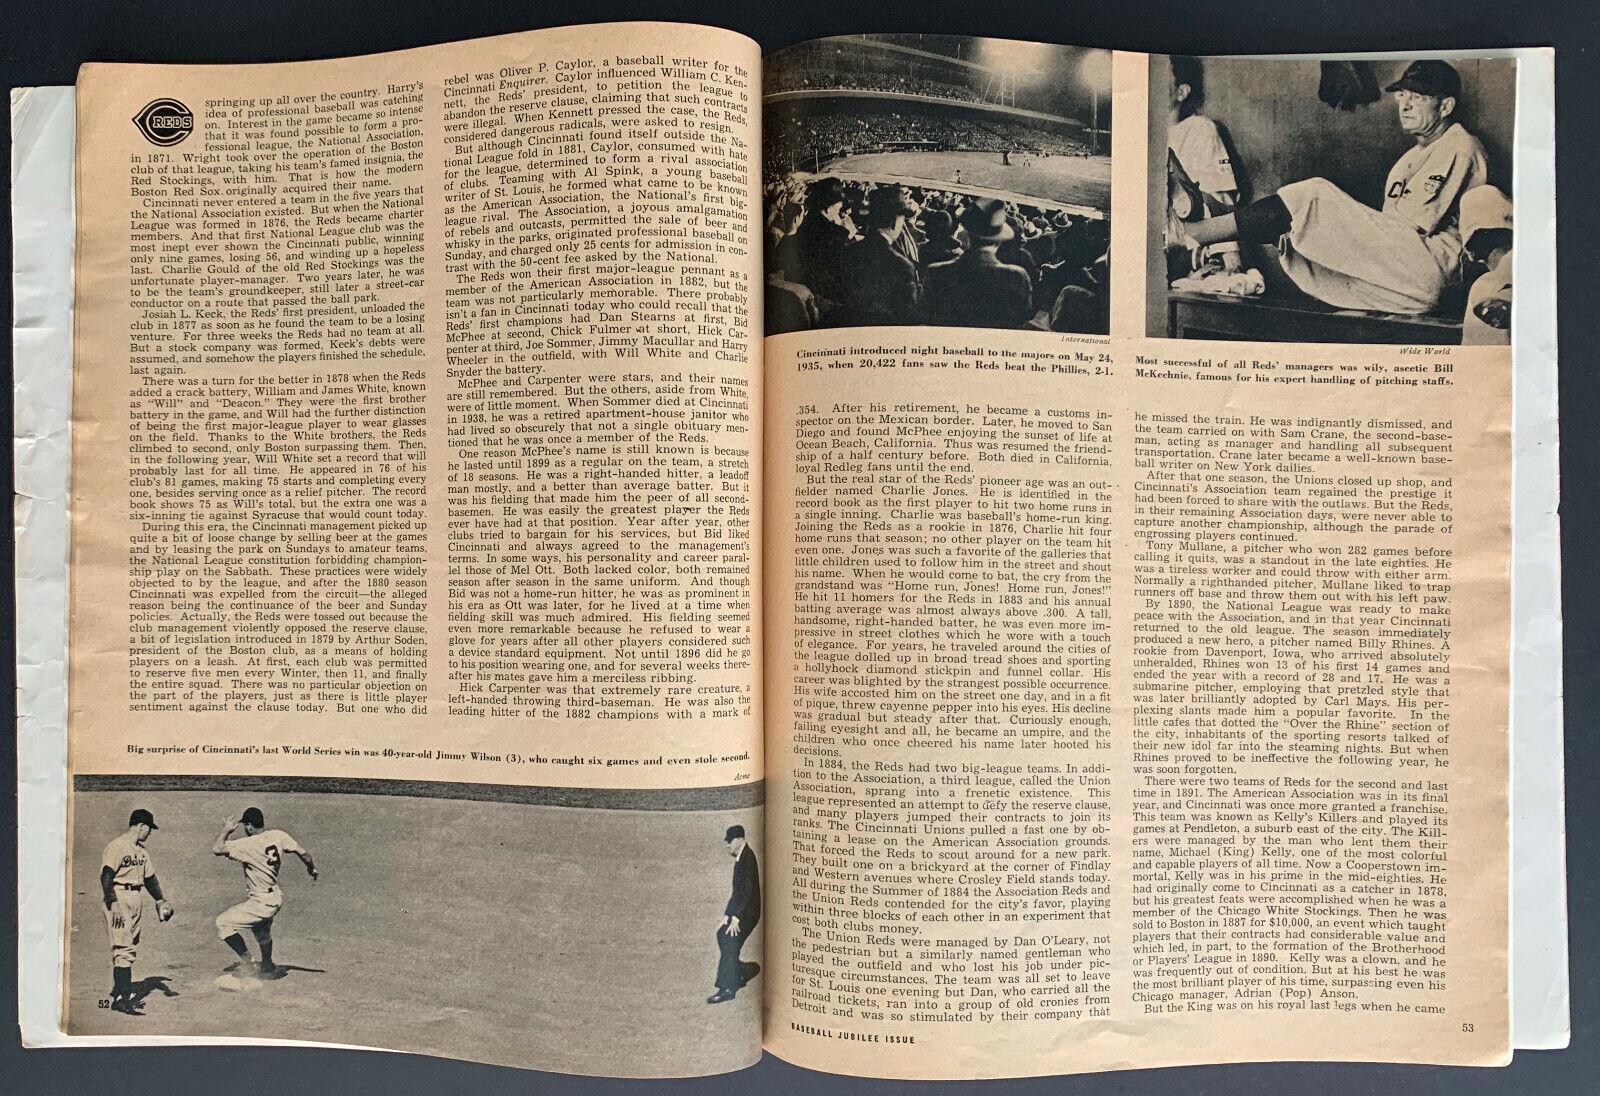 REDS
springing up all over the country. Harry's
idea of professional baseball was catching
on. Interest in the game became so intense
that it was found possible to form a pro-
fessional league, the National Association,
in 1871. Wright took over the operation of the Boston
club of that league, taking his team's famed insignia, the
Red Stockings, with him. That is how the modern
Boston Red Sox originally acquired their name.
Cincinnati never entered a team in the five years that
the National Association existed. But when the National
League was formed in 1876, the Reds became charter
members. And that first National League club was the
most inept ever shown the Cincinnati public, winning
only nine games, losing 56, and winding up a hopeless
last. Charlie Gould of the old Red Stockings was the
unfortunate player-manager. Two years later, he was
to be the team's groundkeeper, still later a street-car
conductor on a route that passed the ball park.
Josiah L. Keck, the Reds' first president, unloaded the
club in 1877 as soon as he found the team to be a losing
venture. For three weeks the Reds had no team at all.
But a stock company was formed, Keck's debts were
assumed, and somehow the players finished the schedule,
last again.
There was a turn for the better in 1878 when the Reds
added a crack battery, William and James White, known
as "Will" and "Deacon." They were the first brother
battery in the game, and Will had the further distinction
of being the first major-league player to wear glasses
on the field. Thanks to the White brothers, the Reds
climbed to second, only Boston surpassing them. Then,
in the following year, Will White set a record that will
probably last for all time. He appeared in 76 of his
club's 81 games, making 75 starts and completing every
one, besides serving once as a relief pitcher. The record
book shows 75 as Will's total, but the extra one was a
six-inning tie against Syracuse that would count today.
During this era, the Cincinnati management picked up
quite a bit of loose change by selling beer at the games
and by leasing the park on Sundays to amateur teams,
the National League constitution forbidding champion-
ship play on the Sabbath. These practices were widely
objected to by the league, and after the 1880 season
Cincinnati was expelled from the circuit—the alleged
reason being the continuance of the beer and Sunday
policies. Actually, the Reds were tossed out because the
club management violently opposed the reserve clause,
a bit of legislation introduced in 1879 by Arthur Soden,
president of the Boston club, as a means of holding
players on a leash. At first, each club was permitted
to reserve five men every Winter, then 11, and finally
the entire squad. There was no particular objection on
the part of the players, just as there is little player
sentiment against the clause today. But one who did
rebel was Oliver P. Caylor, a baseball writer for the
Cincinnati Enquirer. Caylor influenced William C. Ken-
nett, the Reds' president, to petition the league to
abandon the reserve clause, claiming that such contracts
were illegal. When Kennett pressed the case, the Reds,
considered dangerous radicals, were asked to resign.
But although Cincinnati found itself outside the Na-
tional League fold in 1881, Caylor, consumed with hate
for the league, determined to form a rival association
of clubs. Teaming with Al Spink, a young baseball
writer of St. Louis, he formed what came to be known
as the American Association, the National's first big-
league rival. The Association, a joyous amalgamation
of rebels and outcasts, permitted the sale of beer and
whisky in the parks, originated professional baseball on
Sunday, and charged only 25 cents for admission in con-
trast with the 50-cent fee asked by the National.
The Reds won their first major-league pennant as a
member of the American Association in 1882, but the
team was not particularly memorable. There probably
isn't a fan in Cincinnati today who could recall that the
Reds' first champions had Dan Stearns at first, Bid
McPhee at second, Chick Fulmer at short, Hick Car-
penter at third, Joe Sommer, Jimmy Macullar and Harry
Wheeler in the outfield, with Will White and Charlie
Snyder the battery.
McPhee and Carpenter were stars, and their names
are still remembered. But the others, aside from White,
were of little moment. When Sommer died at Cincinnati
in 1938, he was a retired apartment-house janitor who
had lived so obscurely that not a single obituary men-
tioned that he was once a member of the Reds.
One reason McPhee's name is still known is because
he lasted until 1899 as a regular on the team, a stretch
of 18 seasons. He was a right-handed hitter, a leadoff
man mostly, and a better than average batter. But it
was his fielding that made him the peer of all second-
basemen. He was easily the greatest player the Reds
ever have had at that position. Year after year, other
clubs tried to bargain for his services, but Bid liked
Cincinnati and always agreed to the management's
terms. In some ways, his personality and career paral-
lel those of Mel Ott. Both lacked color, both remained
season after season in the same uniform. And though
Bid was not a home-run hitter, he was as prominent in
his era as Ott was later, for he lived at a time when
fielding skill was much admired. His fielding seemed
even more remarkable because he refused to wear a
glove for years after all other players considered such
a device standard equipment. Not until 1896 did he go
to his position wearing one, and for several weeks there-
after his mates gave him a merciless ribbing.
Hick Carpenter was that extremely rare creature, a
left-handed throwing third-baseman. He was also the
leading hitter of the 1882 champions with a mark of
Big surprise of Cincinnati's last World Series win was 40-year-old Jimmy Wilson (3), who caught six games and even stole second.
Acme
3
52
International
Cincinnati introduced night baseball to the majors on May 24,
1935, when 20,422 fans saw the Reds beat the Phillies, 2-1.
Wide World
Most successful of all Reds' managers was wily, ascetic Bill
McKechnie, famous for his expert handling of pitching staffs.
.354. After his retirement, he became a customs in-
spector on the Mexican border. Later, he moved to San
Diego and found McPhee enjoying the sunset of life at
Ocean Beach, California. Thus was resumed the friend-
ship of a half century before. Both died in California,
loyal Redleg fans until the end.
But the real star of the Reds' pioneer age was an out-
fielder named Charlie Jones. He is identified in the
record book as the first player to hit two home runs in
a single inning. Charlie was baseball's home-run king.
Joining the Reds as a rookie in 1876, Charlie hit four
home runs that season; no other player on the team hit
even one. Jones was such a favorite of the galleries that
little children used to follow him in the street and shout
his name. When he would come to bat, the cry from the
grandstand was "Home run, Jones! Home run, Jones!"
He hit 11 homers for the Reds in 1883 and his annual
batting average was almost always above .300. A tall,
handsome, right-handed batter, he was even more im-
pressive in street clothes which he wore with a touch
of elegance. For years, he traveled around the cities of
the league dolled up in broad tread shoes and sporting
a hollyhock diamond stickpin and funnel collar. His
career was blighted by the strangest possible occurrence.
His wife accosted him on the street one day, and in a fit
of pique, threw cayenne pepper into his eyes. His decline
was gradual but steady after that. Curiously enough,
failing eyesight and all, he became an umpire, and the
children who once cheered his name later hooted his
decisions.
In 1884, the Reds had two big-league teams. In addi-
tion to the Association, a third league, called the Union
Association, sprang into a frenetic existence. This
league represented an attempt to defy the reserve clause,
and many players jumped their contracts to join its
ranks. The Cincinnati Unions pulled a fast one by ob-
taining a lease on the American Association grounds.
That forced the Reds to scout around for a new park.
They built one on a brickyard at the corner of Findlay
and Western avenues where Crosley Field stands today.
All during the Summer of 1884 the Association Reds and
the Union Reds contended for the city's favor, playing
within three blocks of each other in an experiment that
cost both clubs money.
The Union Reds were managed by Dan O'Leary, not
the pedestrian but a similarly named gentleman who
played the outfield and who lost his job under pic-
turesque circumstances. The team was all set to leave
for St. Louis one evening but Dan, who carried all the
railroad tickets, ran into a group of old cronies from
Detroit and was so stimulated by their company that
he missed the train. He was indignantly dismissed, and
the team carried on with Sam Crane, the second-base-
man, acting as manager and handling all subsequent
transportation. Crane later became a well-known base-
ball writer on New York dailies.
After that one season, the Unions closed up shop, and
Cincinnati's Association team regained the prestige it
had been forced to share with the outlaws. But the Reds,
in their remaining Association days, were never able to
capture another championship, although the parade of
engrossing players continued.
Tony Mullane, a pitcher who won 282 games before
calling it quits, was a standout in the late eighties. He
was a tireless worker and could throw with either arm.
Normally a righthanded pitcher, Mullane liked to trap
runners off base and throw them out with his left paw.
By 1890, the National League was ready to make
peace with the Association, and in that year Cincinnati
returned to the old league. The season immediately
produced a new hero, a pitcher named Billy Rhines. A
rookie from Davenport, Iowa, who arrived absolutely
unheralded, Rhines won 13 of his first 14 games and
ended the year with a record of 28 and 17. He was a
submarine pitcher, employing that pretzled style that
was later brilliantly adopted by Carl Mays. His per-
plexing slants made him a popular favorite. In the
little cafes that dotted the "Over the Rhine" section of
the city, inhabitants of the sporting resorts talked of
their new idol far into the steaming nights. But when
Rhines proved to be ineffective the following year, he
was soon forgotten.
There were two teams of Reds for the second and last
time in 1891. The American Association was in its final
year, and Cincinnati was once more granted a franchise.
This team was known as Kelly's Killers and played its
games at Pendleton, a suburb east of the city. The Kill-
ers were managed by the man who lent them their
name, Michael (King) Kelly, one of the most colorful
and capable players of all time. Now a Cooperstown im-
mortal, Kelly was in his prime in the mid-eighties. He
had originally come to Cincinnati as a catcher in 1878,
but his greatest feats were accomplished when he was a
member of the Chicago White Stockings. Then he was
sold to Boston in 1887 for $10,000, an event which taught
players that their contracts had considerable value and
which led, in part, to the formation of the Brotherhood
or Players' League in 1890. Kelly was a clown, and he
was frequently out of condition. But at his best he was
the most brilliant player of his time, surpassing even his
Chicago manager, Adrian (Pop) Anson.
But the King was on his royal last legs when he came
BASEBALL JUBILEE ISSUE
53